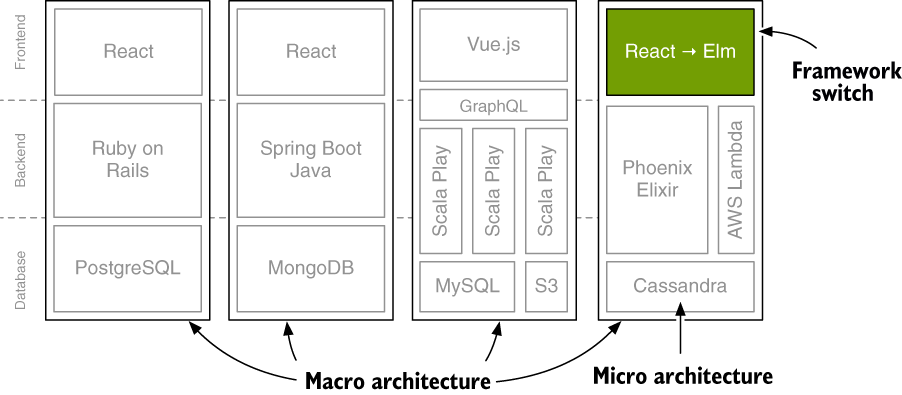 Frontend
Backend
Database
React
Ruby on
Rails
PostgreSQL
React
Spring Boot
Java
MongoDB
Vue.js
GraphQL
Scala Play
Scala Play
Scala Play
MySQL
S3
React → Elm
Phoenix
Elixir
AWS Lambda
Cassandra
Framework
switch
Macro architecture
Micro architecture